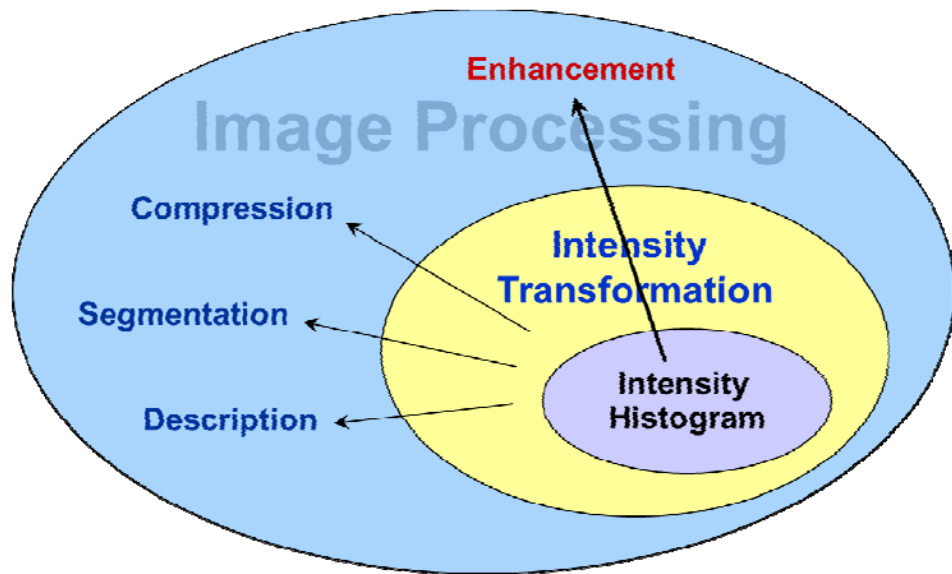 Enhancement
Image Processing
Compression
Intensity
Transformation
Segmentation
Intensity
Histogram
Description